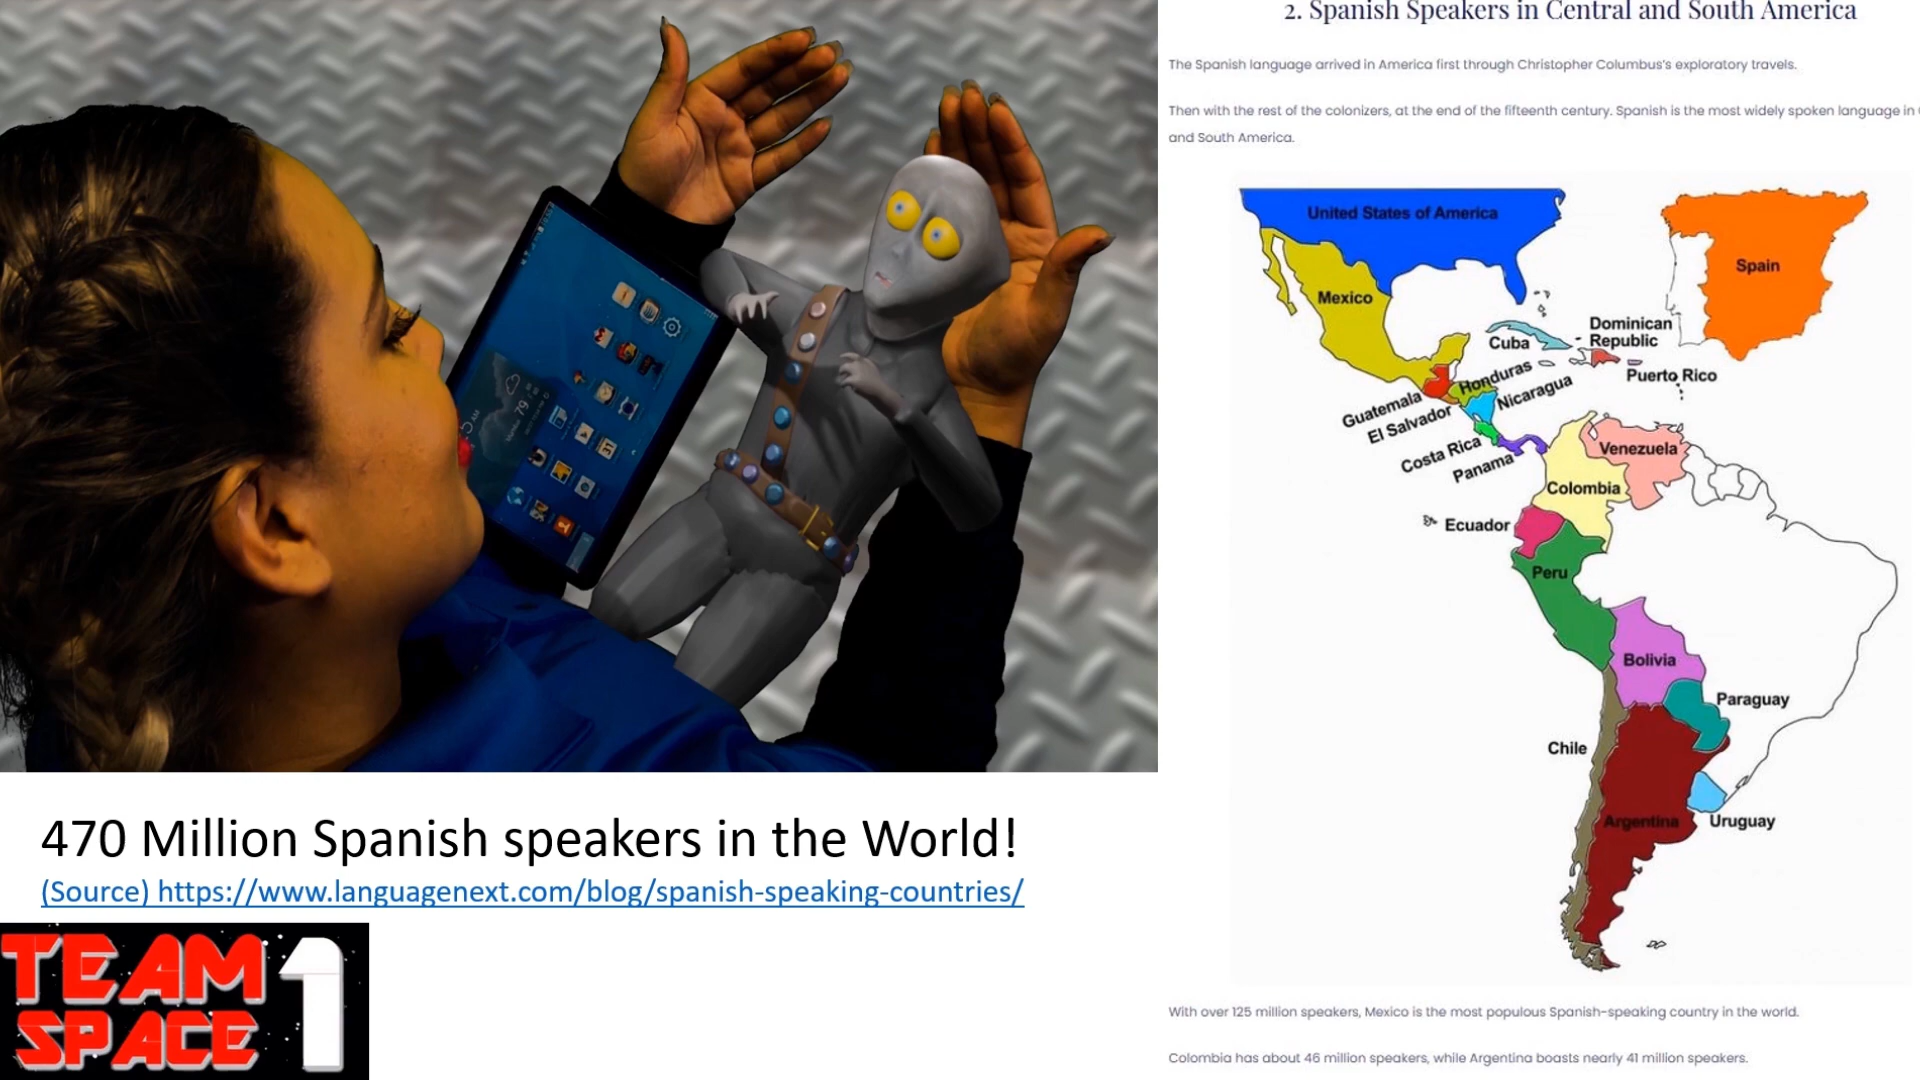 2. Spanish Speakers in Central and South America
The Spanish language arrived in America first through Christopher Columbus's exploratory travels.
Then with the rest of the colonizers, at the end of the fifteenth century. Spanish is the most widely spoken language in
and South America.
United States of America
Spain
Mexico
Dominican
Republic
Cuba
Puerto Rico
Honduras
Nicaragua
Guatemala
El Salvador
Costa Rica
Panama
Venezuela
Colombia
Ecuador
Peru
Bolivia
Paraguay
Chile
Argentina
Uruguay
With over 125 million speakers, Mexico is the most populous Spanish-speaking country in the world.
Colombia has about 46 million speakers, while Argentina boasts nearly 41 million speakers.
79
31
470 Million Spanish speakers in the World!
(Source) https://www.languagenext.com/blog/spanish-speaking-countries/
TEAM
SPACE
1